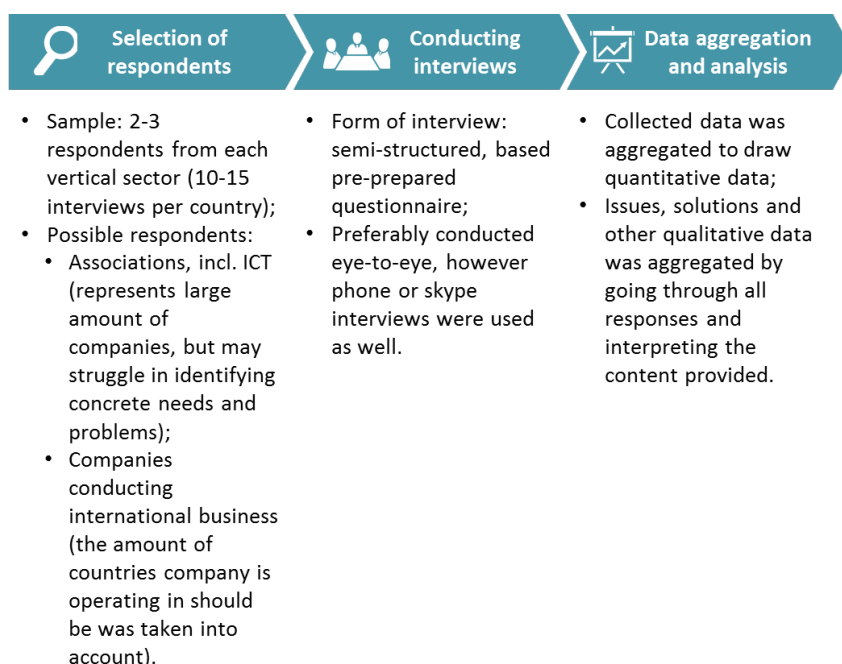 Selection of
respondents
Conducting
interviews
Data aggregation
and analysis
• Sample: 2-3
respondents from each
vertical sector (10-15
interviews per country);
• Possible respondents:
• Associations, incl. ICT
(represents large
amount of
companies, but may
struggle in identifying
concrete needs and
problems);
• Companies
conducting
international business
(the amount of
countries company is
operating in should
be was taken into
account).
• Form of interview:
semi-structured, based
pre-prepared
questionnaire;
• Preferably conducted
eye-to-eye, however
phone or skype
interviews were used
as well.
• Collected data was
aggregated to draw
quantitative data;
• Issues, solutions and
other qualitative data
was aggregated by
going through all
responses and
interpreting the
content provided.